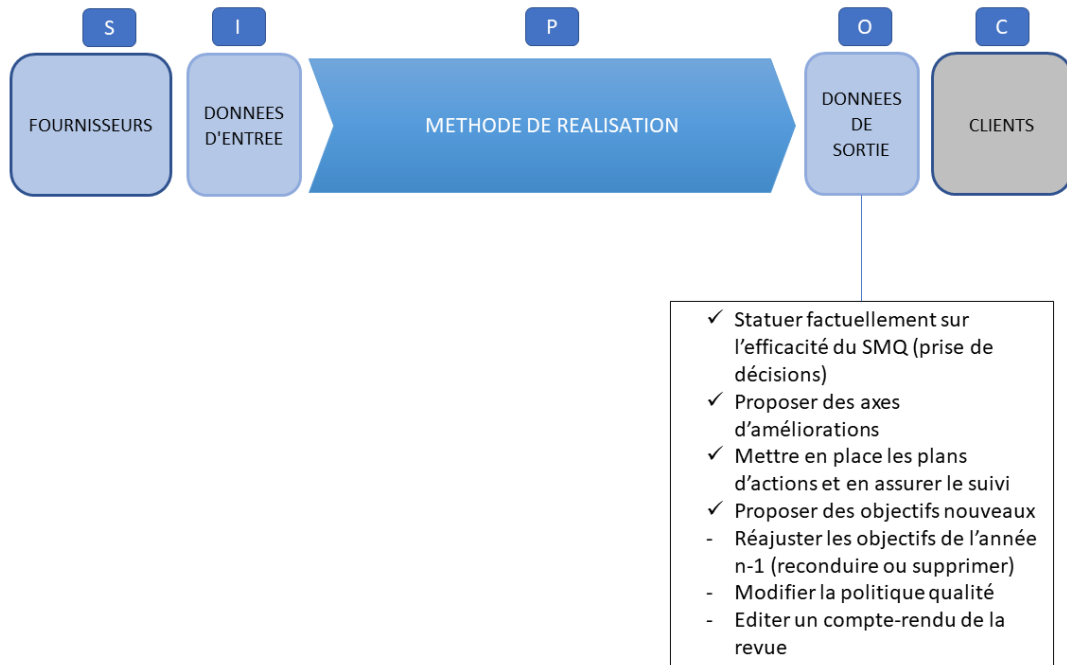 S
I
P
O
C
FOURNISSEURS
DONNEES
D'ENTREE
METHODE DE REALISATION
DONNEES
DE
SORTIE
CLIENTS
✓ Statuer factuellement sur
l’efficacité du SMQ (prise de
décisions)
✓ Proposer des axes
d’améliorations
✓ Mettre en place les plans
d’actions et en assurer le suivi
✓ Proposer des objectifs nouveaux
- Réajuster les objectifs de l’année
n-1 (reconduire ou supprimer)
- Modifier la politique qualité
- Editer un compte-rendu de la
revue